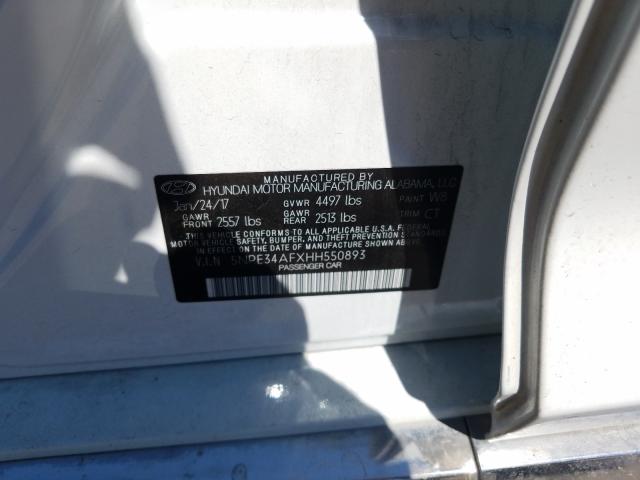 MANUFACTURED BY
HYUNDAI MOTOR MANUFACTURING ALABAMA, LLC
Jan/24/17 GVWR 4497 lbs PAINT W8
GAWR FRONT 2557 lbs GAWR REAR 2513 lbs TRIM CT
THIS VEHICLE CONFORMS TO ALL APPLICABLE U.S.A. FEDERAL
MOTOR VEHICLE SAFETY, BUMPER, AND THEFT PREVENTION STANDARDS
IN EFFECT ON THE DATE OF MANUFACTURE SHOWN ABOVE.
V.I.N 5NPE34AFXHH550893
PASSENGER CAR